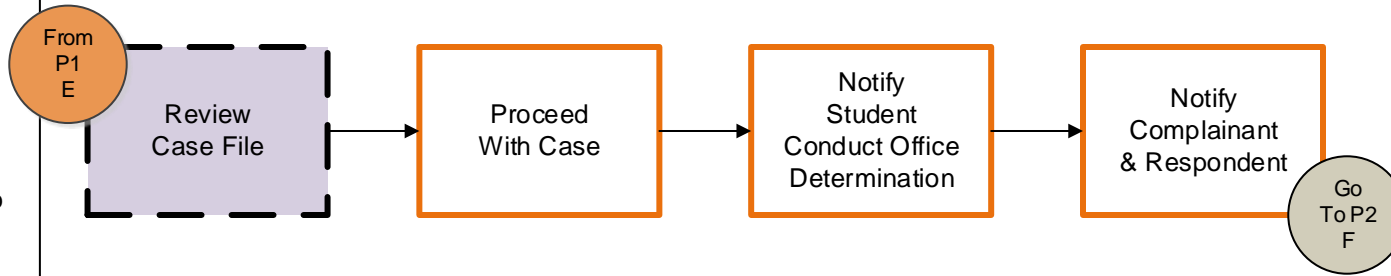 From
P1
E
Review
Case File
Proceed
With Case
Notify
Student
Conduct Office
Determination
Notify
Complainant
& Respondent
Go
To P2
F